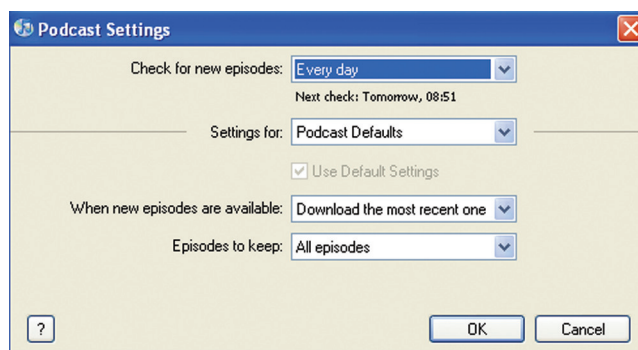 Podcast Settings
Check for new episodes: Every day
Next check: Tomorrow, 08:51
Settings for: Podcast Defaults
Use Default Settings
When new episodes are available: Download the most recent one
Episodes to keep: All episodes
? OK Cancel